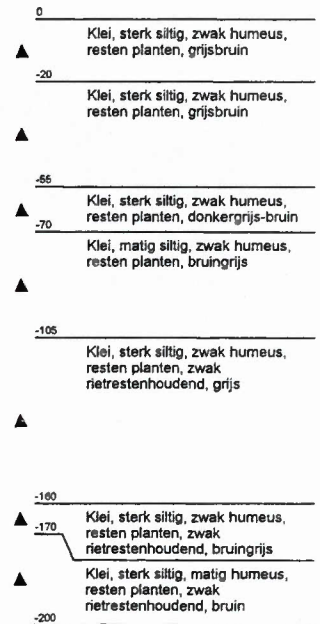 0
Klei, sterk siltig, zwak humeus,
resten planten, grijsbruin
-20
Klei, sterk siltig, zwak humeus,
resten planten, grijsbruin
-55
Klei, sterk siltig, zwak humeus,
resten planten, donkergrijs-bruin
-70
Klei, matig siltig, zwak humeus,
resten planten, bruingrijs
-105
Klei, sterk siltig, zwak humeus,
resten planten, zwak
rietrestenhoudend, grijs
-160
Klei, sterk siltig, zwak humeus,
resten planten, zwak
rietrestenhoudend, bruingrijs
-170
Klei, sterk siltig, matig humeus,
resten planten, zwak
rietrestenhoudend, bruin
-200